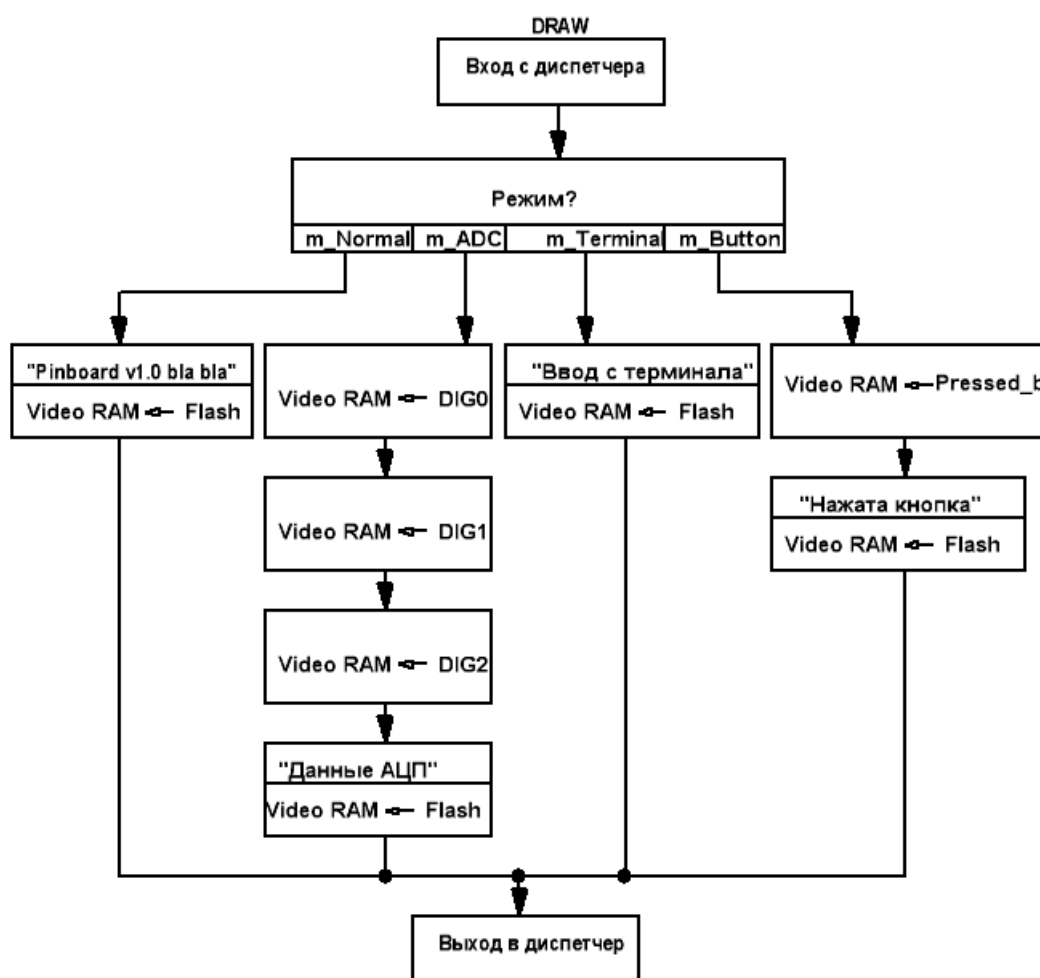 DRAW
Вход с диспетчера
Режим?
m_Normal m_ADC m_Terminal m_Button
"Pinboard v1.0 bla bla"
Video RAM Flash
Video RAM DIG0
Video RAM DIG1
Video RAM DIG2
"Данные АЦП"
Video RAM Flash
"Ввод с терминала"
Video RAM Flash
Video RAM Pressed_b
"Нажата кнопка"
Video RAM Flash
Выход в диспетчер